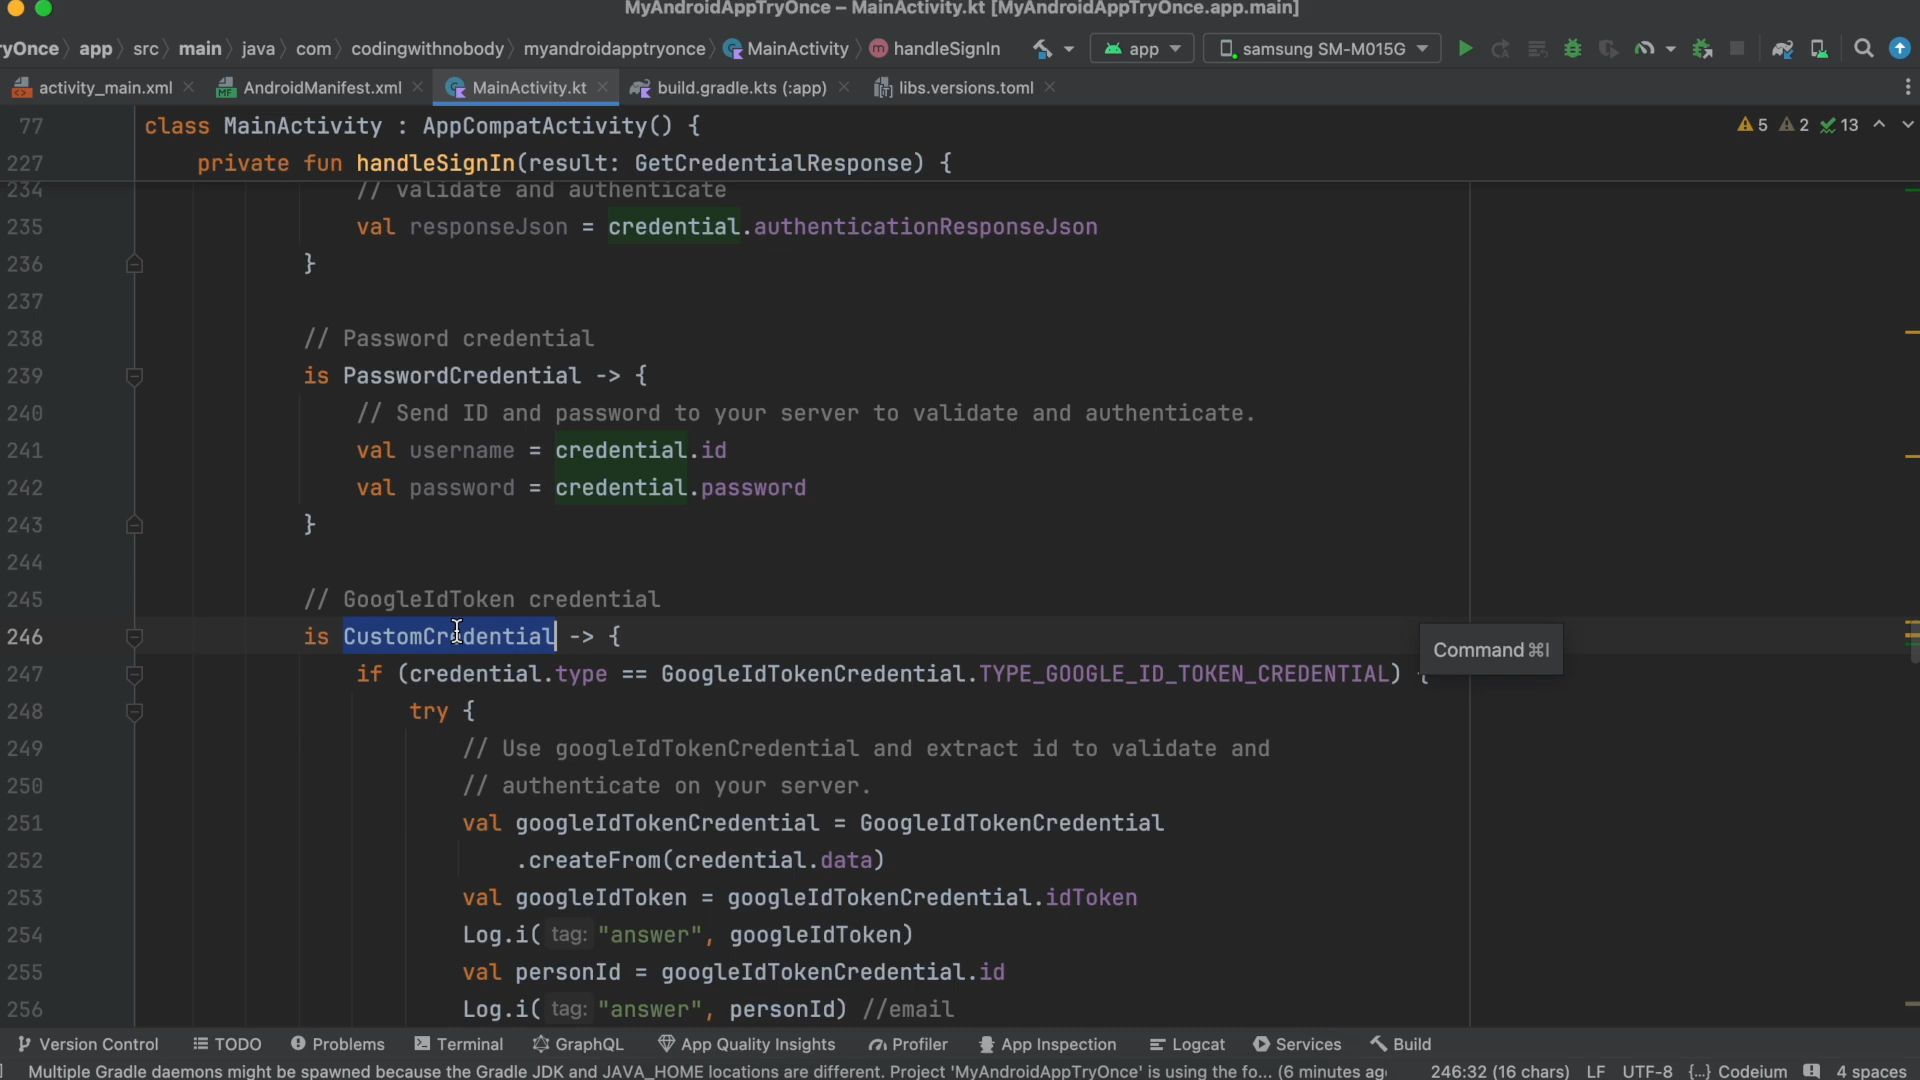 MyAndroidAppTryOnce – MainActivity.kt [MyAndroidAppTryOnce.app.main]
ryOnce 〉 app 〉 src 〉 main 〉 java 〉 com 〉 codingwithnobody 〉 myandroidapptryonce 〉 MainActivity 〉 handleSignIn app samsung SM-M015G
activity_main.xml AndroidManifest.xml MainActivity.kt build.gradle.kts (:app) libs.versions.toml
77 class MainActivity : AppCompatActivity() { 5 2 13
227 private fun handleSignIn(result: GetCredentialResponse) {
234 // validate and authenticate
235 val responseJson = credential.authenticationResponseJson
236 }
237
238 // Password credential
239 is PasswordCredential -> {
240 // Send ID and password to your server to validate and authenticate.
241 val username = credential.id
242 val password = credential.password
243 }
244
245 // GoogleIdToken credential
246 is CustomCredential -> {
Command ⌘I
247 if (credential.type == GoogleIdTokenCredential.TYPE_GOOGLE_ID_TOKEN_CREDENTIAL) {
248 try {
249 // Use googleIdTokenCredential and extract id to validate and
250 // authenticate on your server.
251 val googleIdTokenCredential = GoogleIdTokenCredential
252 .createFrom(credential.data)
253 val googleIdToken = googleIdTokenCredential.idToken
254 Log.i( tag: "answer", googleIdToken)
255 val personId = googleIdTokenCredential.id
256 Log.i( tag: "answer", personId) //email
Version Control TODO Problems Terminal GraphQL App Quality Insights Profiler App Inspection Logcat Services Build
Multiple Gradle daemons might be spawned because the Gradle JDK and JAVA_HOME locations are different. Project 'MyAndroidAppTryOnce' is using the fo... (6 minutes ag 246:32 (16 chars) LF UTF-8 {...} Codeium 4 spaces